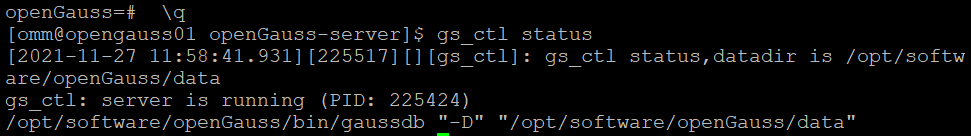 openGauss=#  \q
[omm@opengauss01 openGauss-server]$ gs_ctl status
[2021-11-27 11:58:41.931][225517][][gs_ctl]: gs_ctl status,datadir is /opt/softw
are/openGauss/data
gs_ctl: server is running (PID: 225424)
/opt/software/openGauss/bin/gaussdb "-D" "/opt/software/openGauss/data"